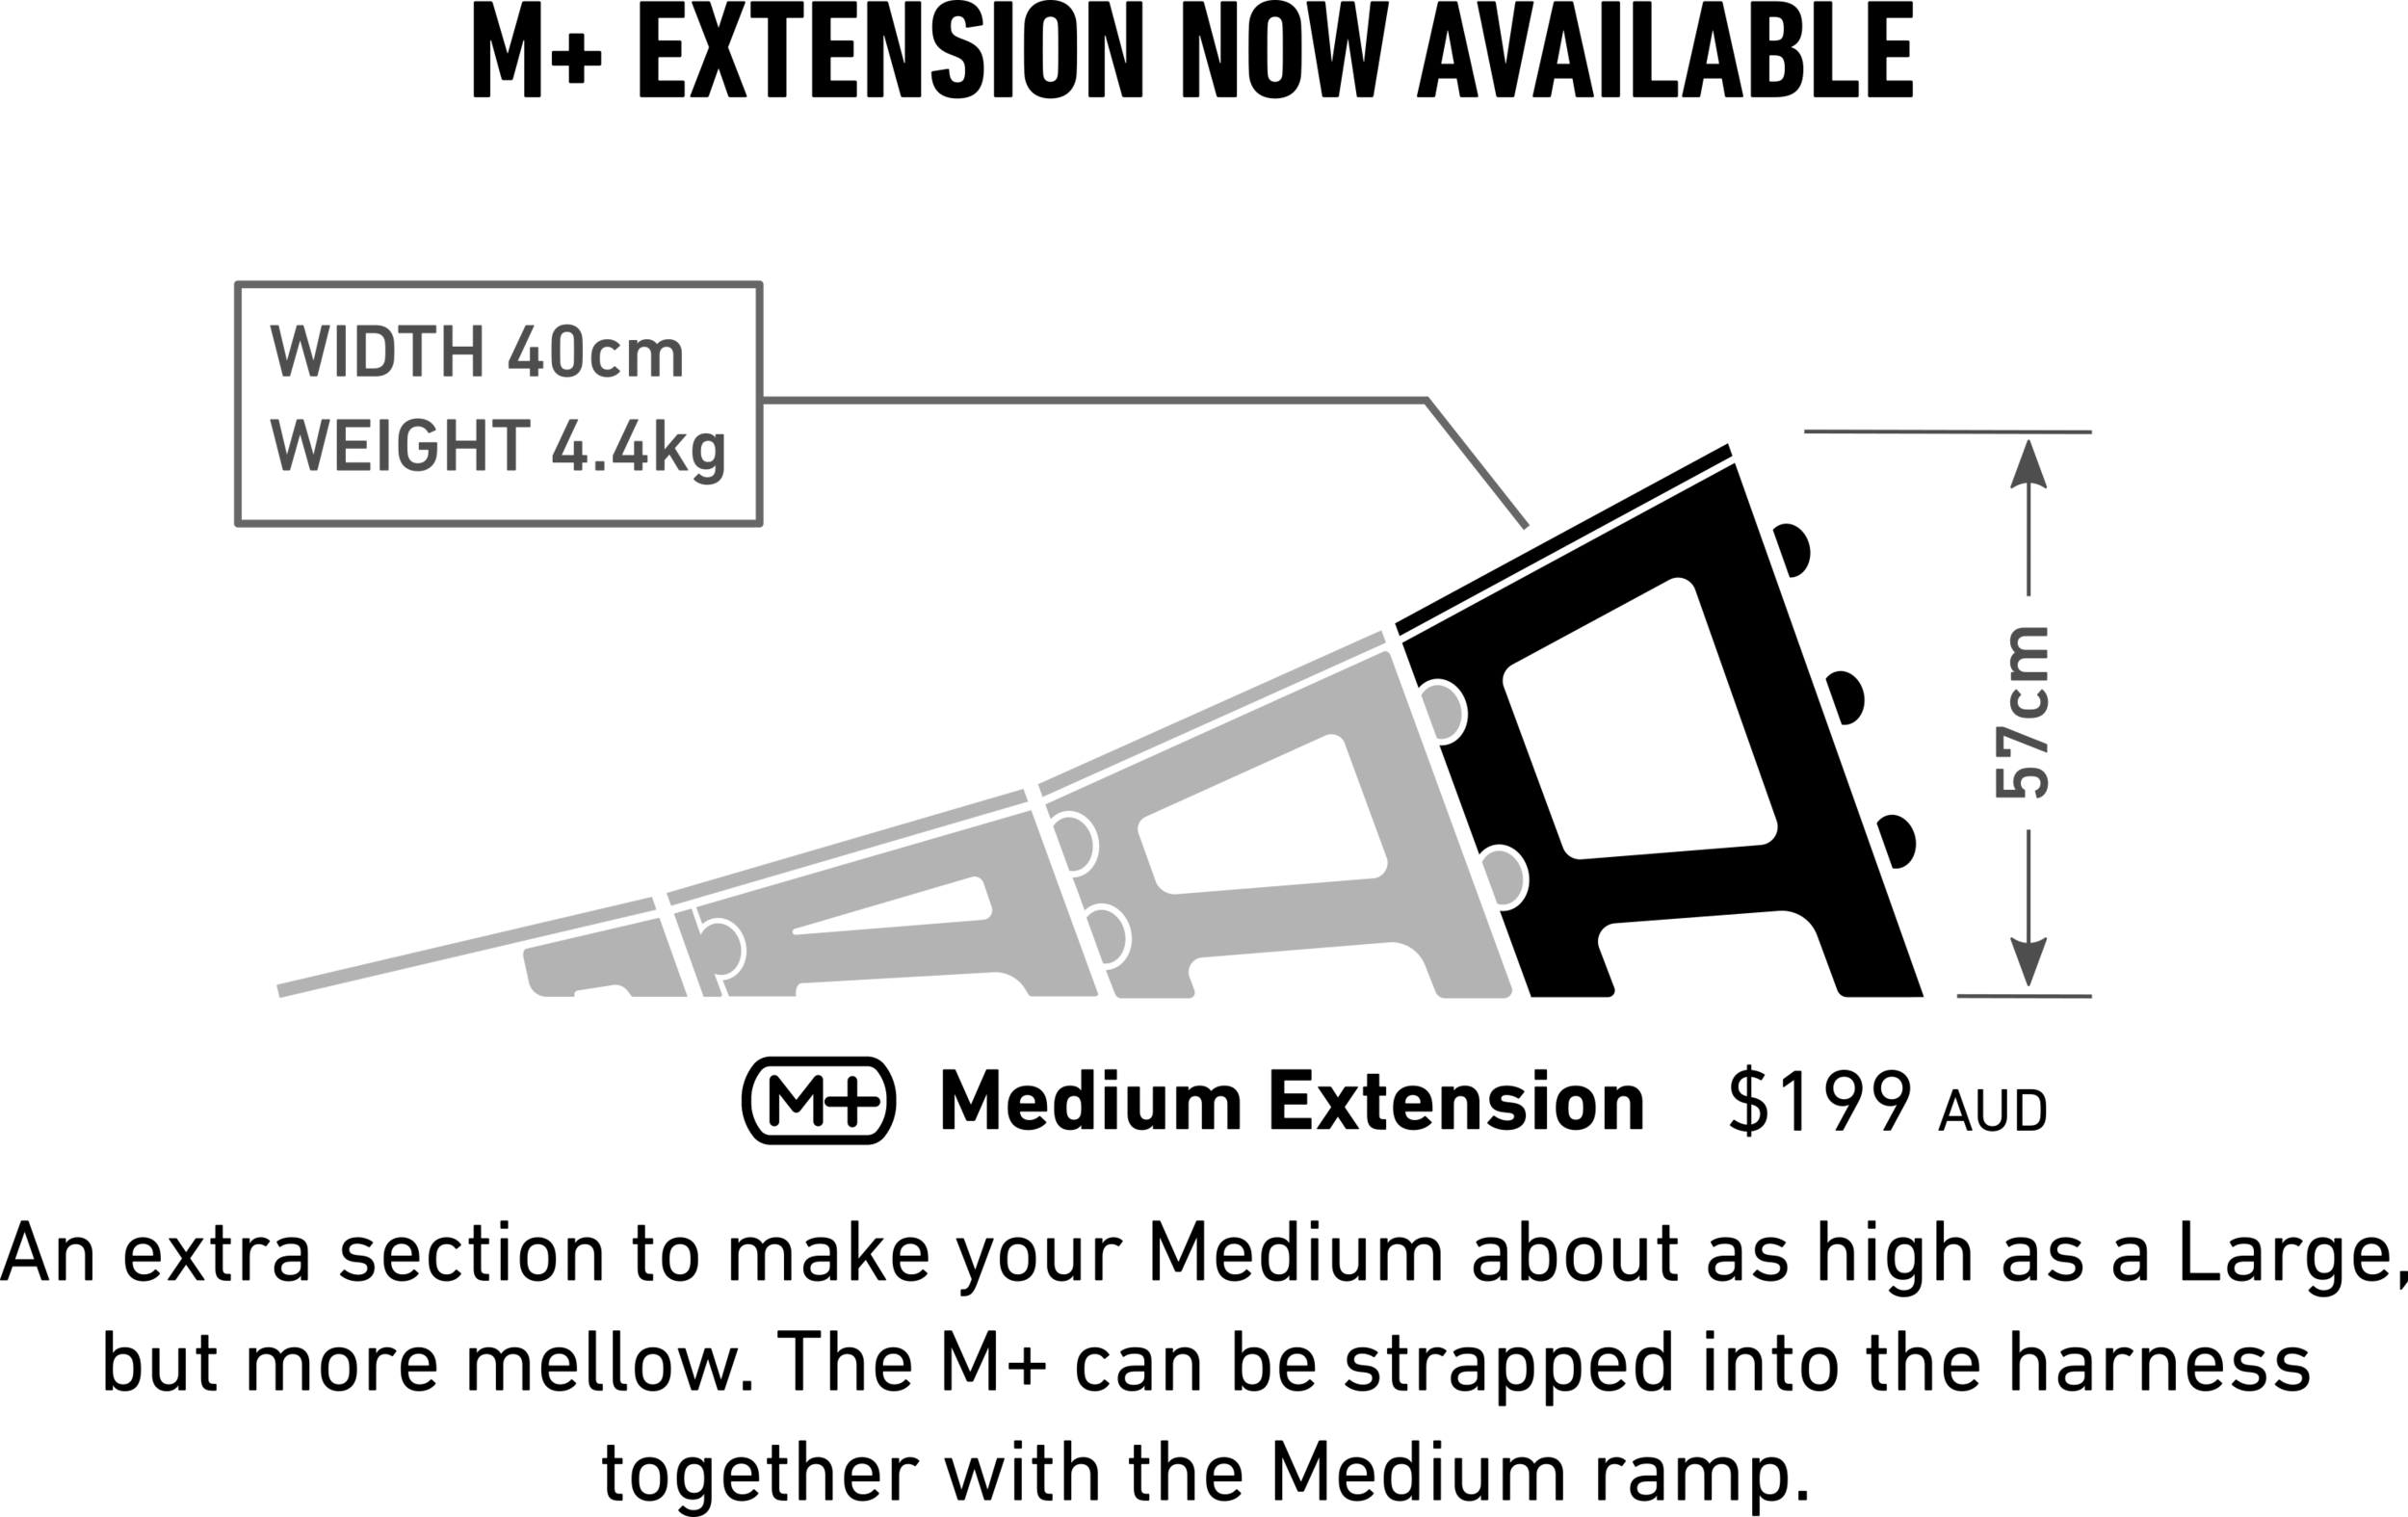 M+ EXTENSION NOW AVAILABLE
WIDTH 40cm
WEIGHT 4.4kg
57cm
M+ Medium Extension $199 AUD
An extra section to make your Medium about as high as a Large,
but more mellow. The M+ can be strapped into the harness
together with the Medium ramp.